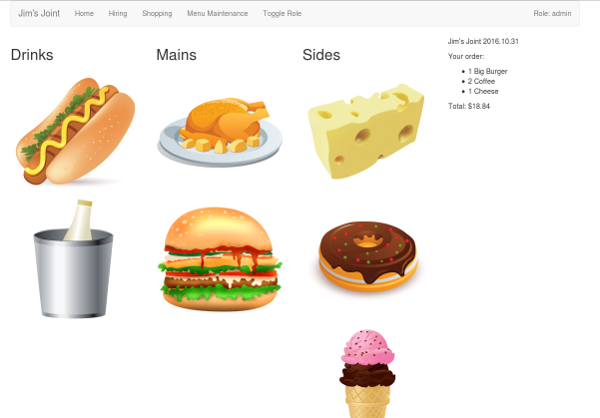 Jim's Joint Home Hiring Shopping Menu Maintenance Toggle Role Role: admin
Drinks Mains Sides
Jim's Joint 2016.10.31
Your order:
1 Big Burger
2 Coffee
1 Cheese
Total: $18.84